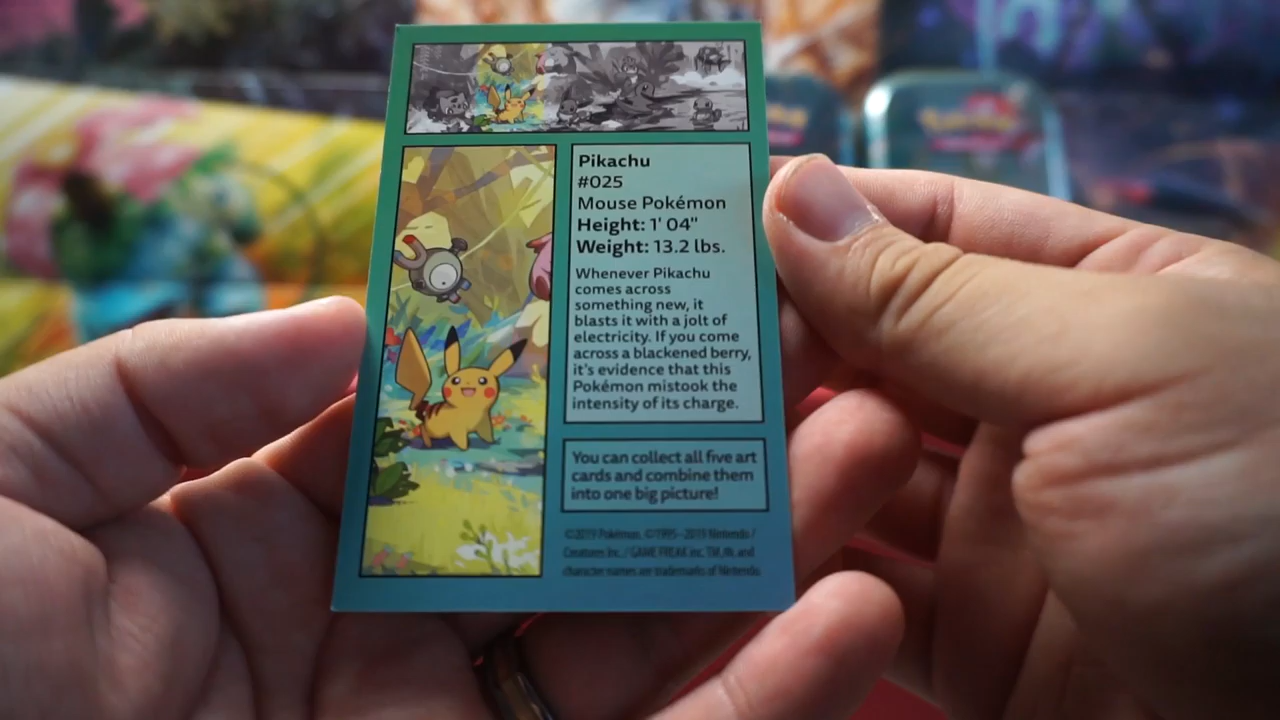 Pikachu
#025
Mouse Pokémon
Height: 1' 04"
Weight: 13.2 lbs.
Whenever Pikachu
comes across
something new, it
blasts it with a jolt of
electricity. If you come
across a blackened berry,
it's evidence that this
Pokémon mistook the
intensity of its charge.
You can collect all five art
cards and combine them
into one big picture!
©2019 Pokémon. ©1995–2019 Nintendo /
Creatures Inc. / GAME FREAK inc. TM, ®, and
character names are trademarks of Nintendo.
Pokémon